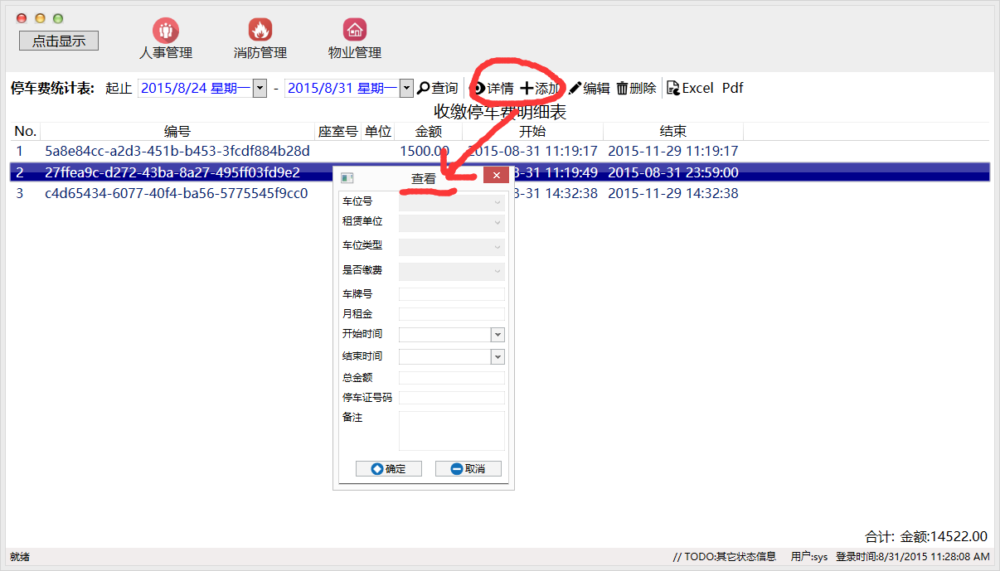 点击显示
人事管理
消防管理
物业管理
停车费统计表: 起止 2015/8/24 星期一 - 2015/8/31 星期一 查询 详情 添加 编辑 删除 Excel Pdf
收缴停车费明细表
No. 编号 座室号 单位 金额 开始 结束
1 5a8e84cc-a2d3-451b-b453-3fcdf884b28d 1500.00 2015-08-31 11:19:17 2015-11-29 11:19:17
2 27ffea9c-d272-43ba-8a27-495ff03fd9e2 8-31 11:19:49 2015-08-31 23:59:00
3 c4d65434-6077-40f4-ba56-5775545f9cc0 8-31 14:32:38 2015-11-29 14:32:38
查看
车位号
租赁单位
车位类型
是否缴费
车牌号
月租金
开始时间
结束时间
总金额
停车证号码
备注
确定 取消
合计: 金额:14522.00
就绪 // TODO:其它状态信息 用户:sys 登录时间:8/31/2015 11:28:08 AM